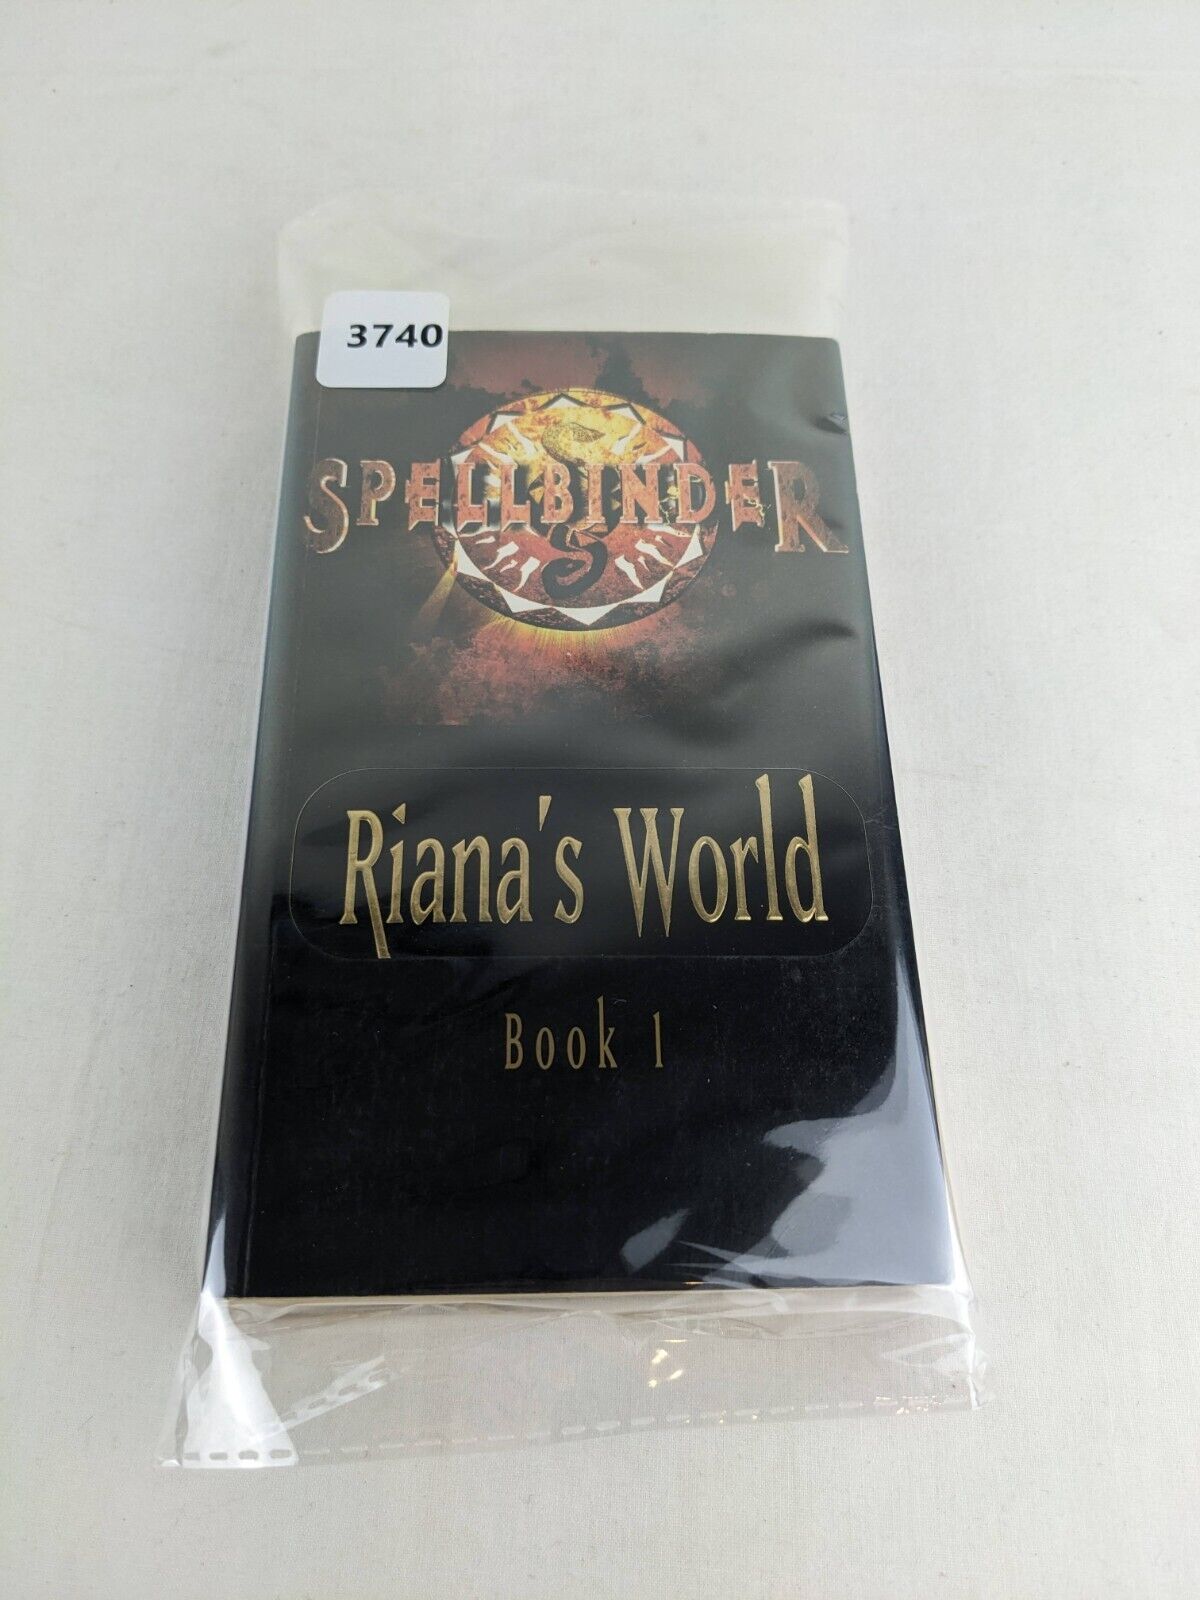 3740
SPELLBINDER
S
Riana's World
Book 1